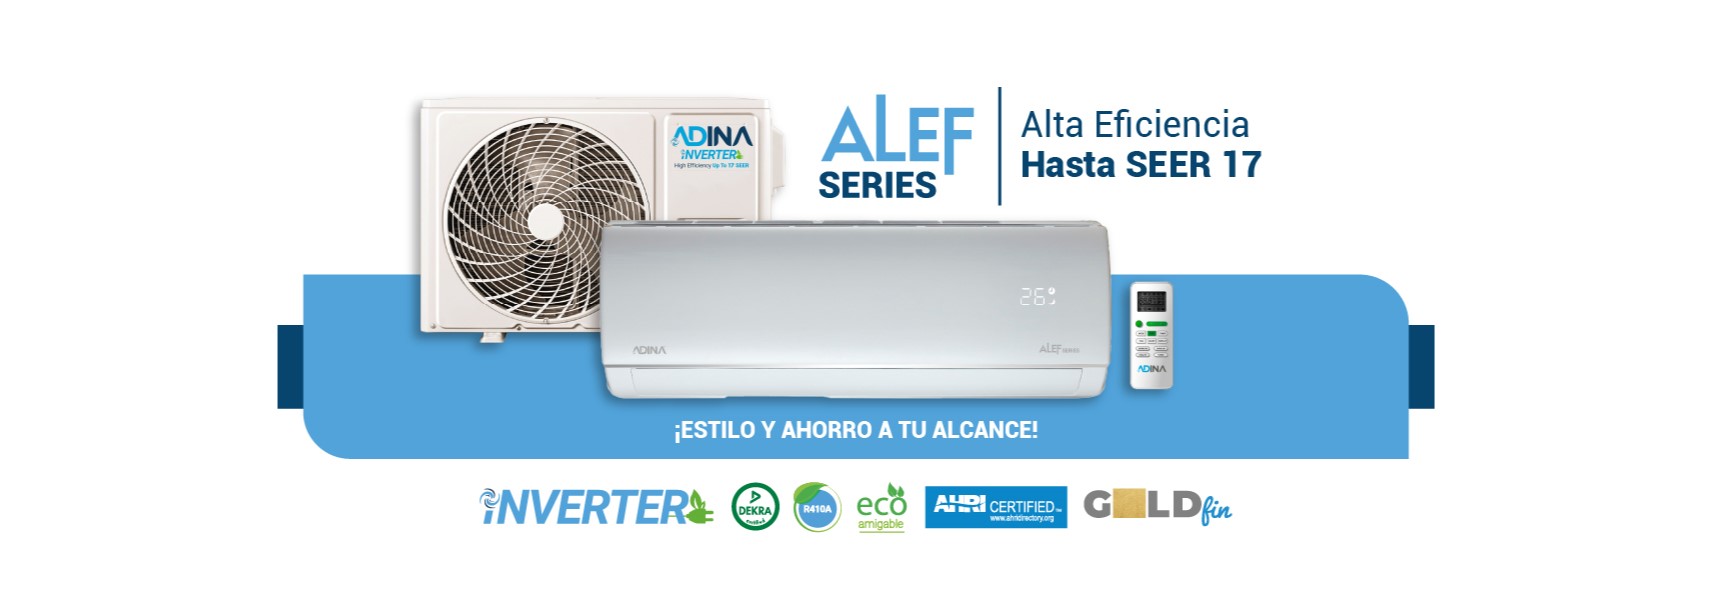 ADINA
iNVERTER
High Efficiency Up To 17 SEER
ALEF
SERIES
Alta Eficiencia
Hasta SEER 17
26
ADINA
ALEF SERIES
ADINA
¡ESTILO Y AHORRO A TU ALCANCE!
iNVERTER
DEKRA
R410A
eco
amigable
AHRI CERTIFIED™
www.ahridirectory.org
GOLD fin